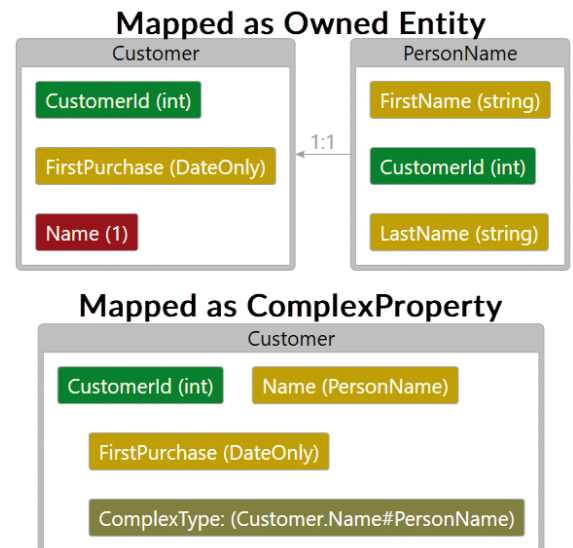 Mapped as Owned Entity
Customer
CustomerId (int)
FirstPurchase (DateOnly)
Name (1)
1:1
PersonName
FirstName (string)
CustomerId (int)
LastName (string)
Mapped as ComplexProperty
Customer
CustomerId (int)
Name (PersonName)
FirstPurchase (DateOnly)
ComplexType: (Customer.Name#PersonName)